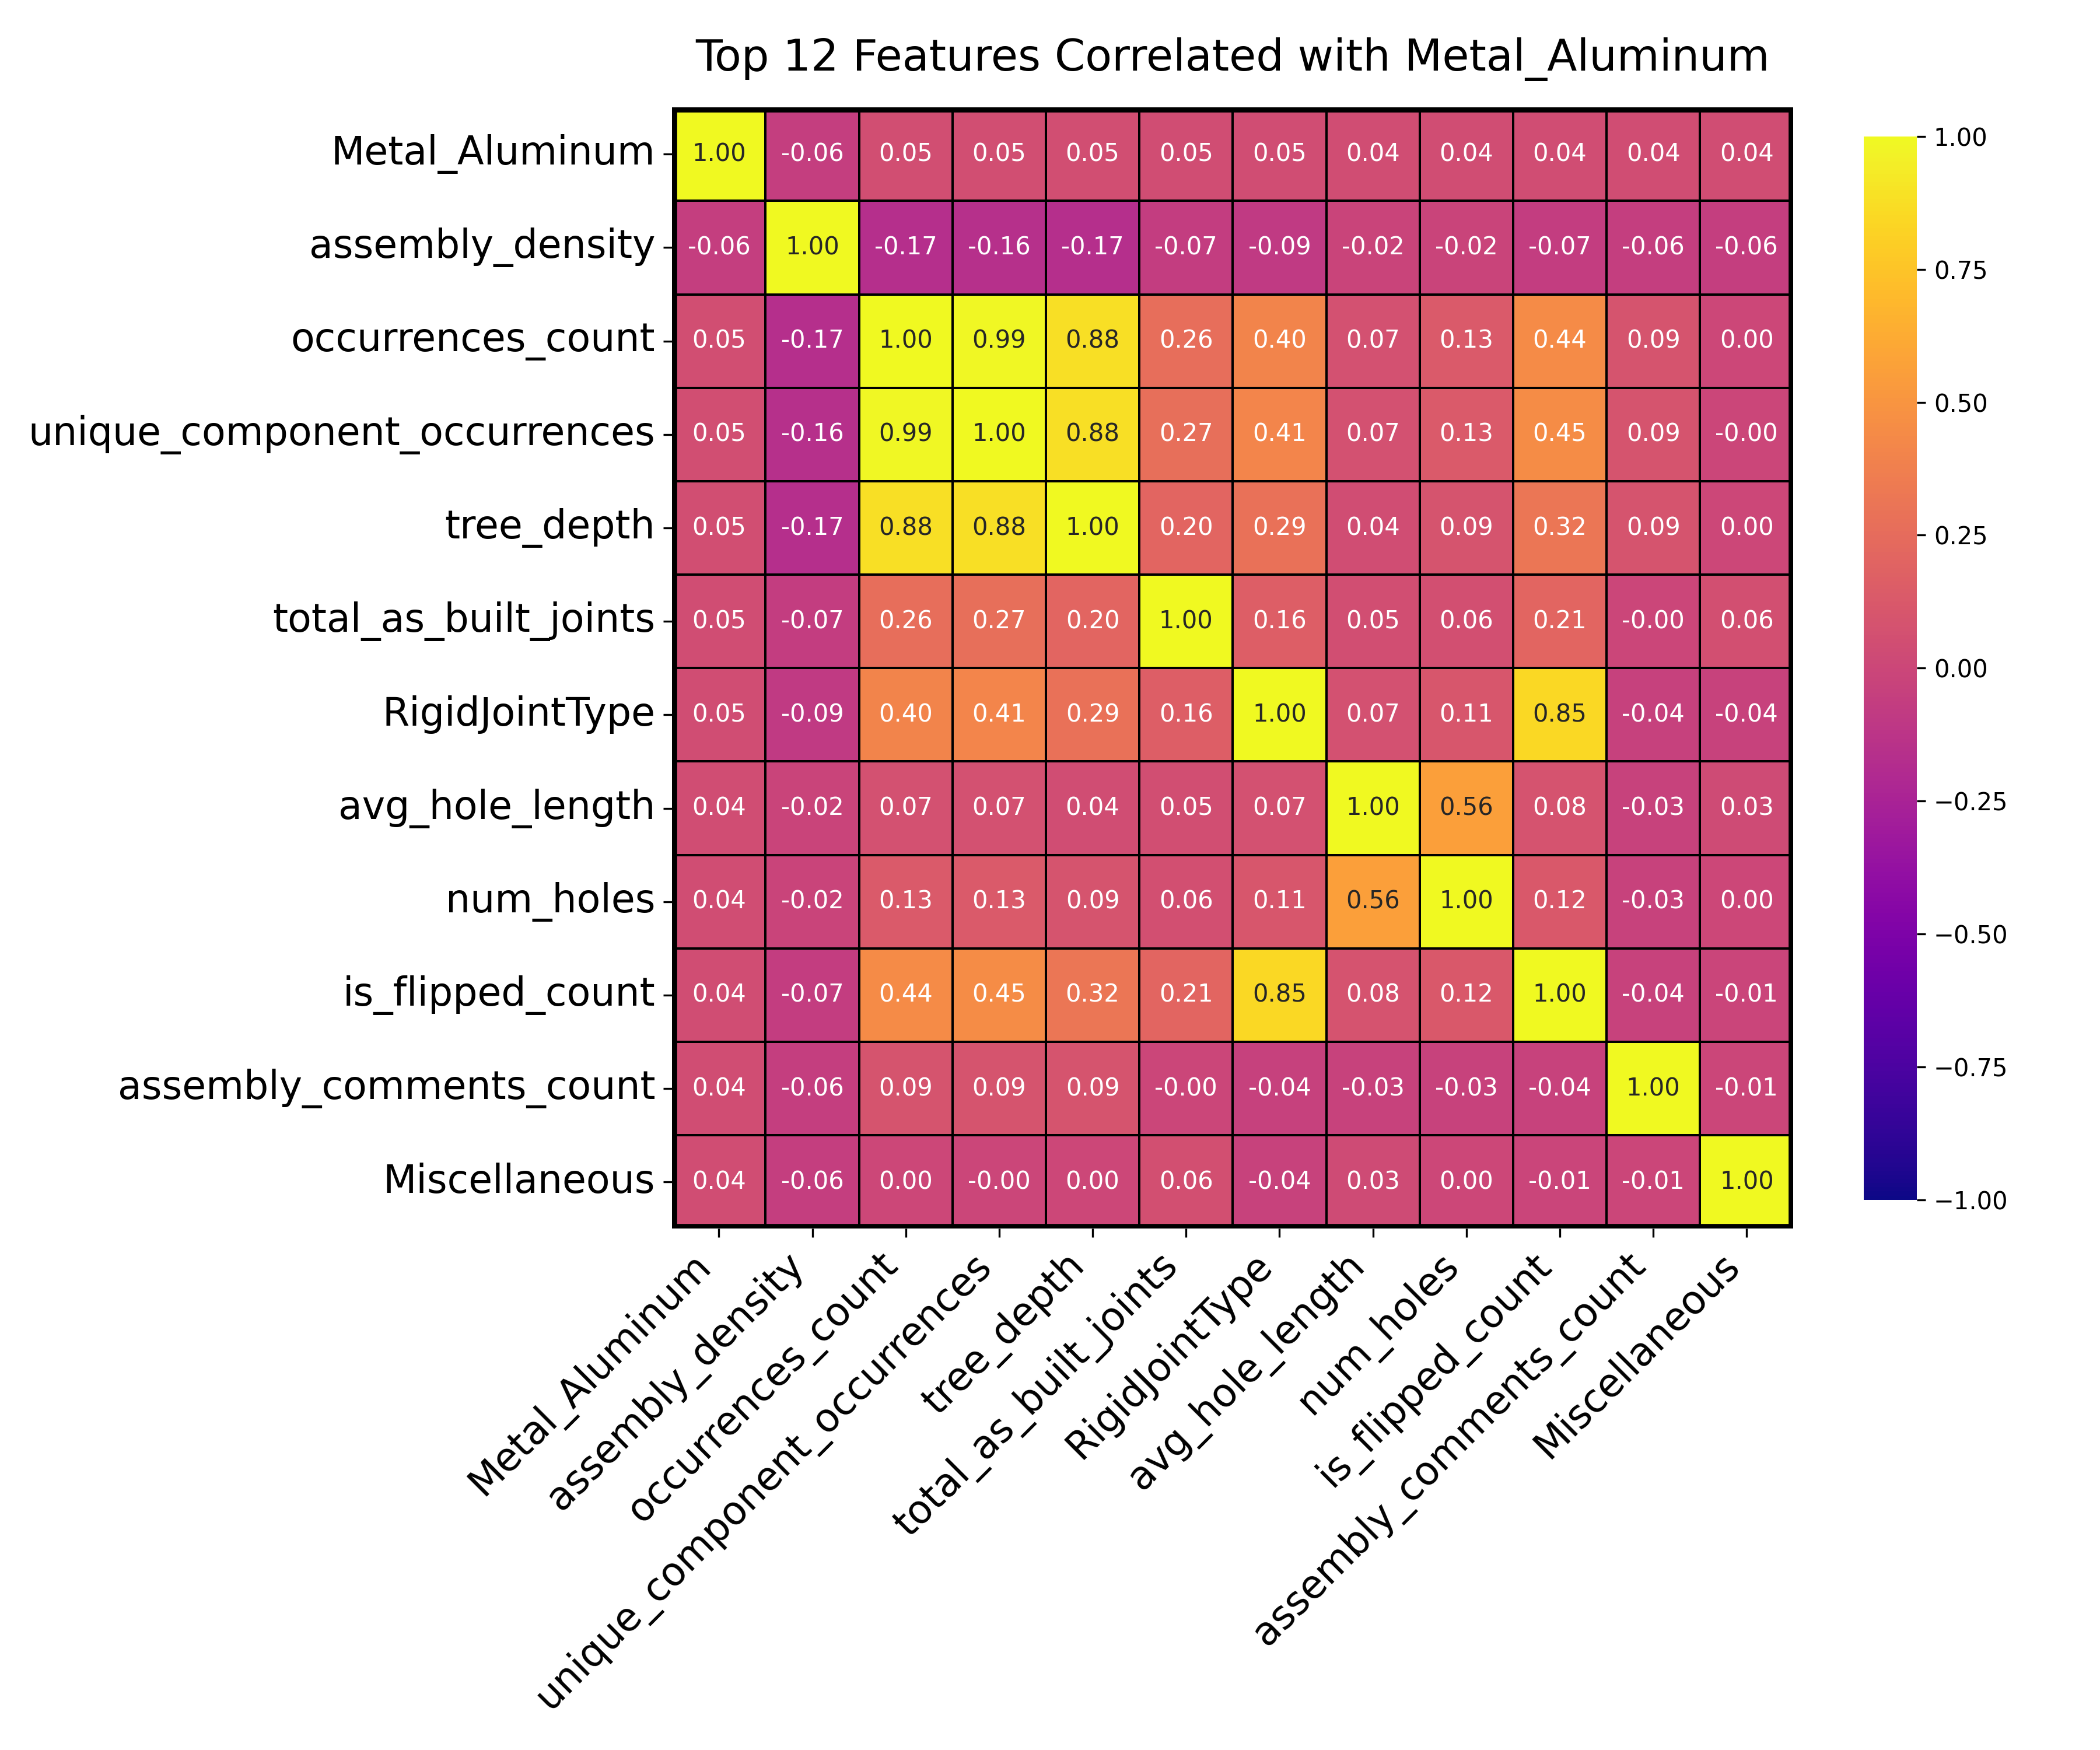 Top 12 Features Correlated with Metal_Aluminum
Metal_Aluminum 1.00 -0.06 0.05 0.05 0.05 0.05 0.05 0.04 0.04 0.04 0.04 0.04
assembly_density -0.06 1.00 -0.17 -0.16 -0.17 -0.07 -0.09 -0.02 -0.02 -0.07 -0.06 -0.06
occurrences_count 0.05 -0.17 1.00 0.99 0.88 0.26 0.40 0.07 0.13 0.44 0.09 0.00
unique_component_occurrences 0.05 -0.16 0.99 1.00 0.88 0.27 0.41 0.07 0.13 0.45 0.09 -0.00
tree_depth 0.05 -0.17 0.88 0.88 1.00 0.20 0.29 0.04 0.09 0.32 0.09 0.00
total_as_built_joints 0.05 -0.07 0.26 0.27 0.20 1.00 0.16 0.05 0.06 0.21 -0.00 0.06
RigidJointType 0.05 -0.09 0.40 0.41 0.29 0.16 1.00 0.07 0.11 0.85 -0.04 -0.04
avg_hole_length 0.04 -0.02 0.07 0.07 0.04 0.05 0.07 1.00 0.56 0.08 -0.03 0.03
num_holes 0.04 -0.02 0.13 0.13 0.09 0.06 0.11 0.56 1.00 0.12 -0.03 0.00
is_flipped_count 0.04 -0.07 0.44 0.45 0.32 0.21 0.85 0.08 0.12 1.00 -0.04 -0.01
assembly_comments_count 0.04 -0.06 0.09 0.09 0.09 -0.00 -0.04 -0.03 -0.03 -0.04 1.00 -0.01
Miscellaneous 0.04 -0.06 0.00 -0.00 0.00 0.06 -0.04 0.03 0.00 -0.01 -0.01 1.00
Metal_Aluminum
assembly_density
occurrences_count
unique_component_occurrences
tree_depth
total_as_built_joints
RigidJointType
avg_hole_length
num_holes
is_flipped_count
assembly_comments_count
Miscellaneous
1.00
0.75
0.50
0.25
0.00
−0.25
−0.50
−0.75
−1.00